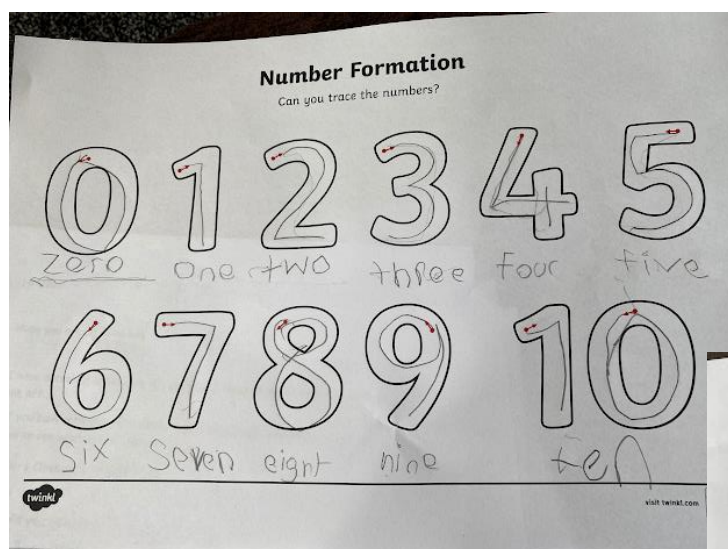 Number Formation
Can you trace the numbers?
0 1 2 3 4 5
zero one two three four five
6 7 8 9 10
six seven eight nine ten
twinkl
visit twinkl.com